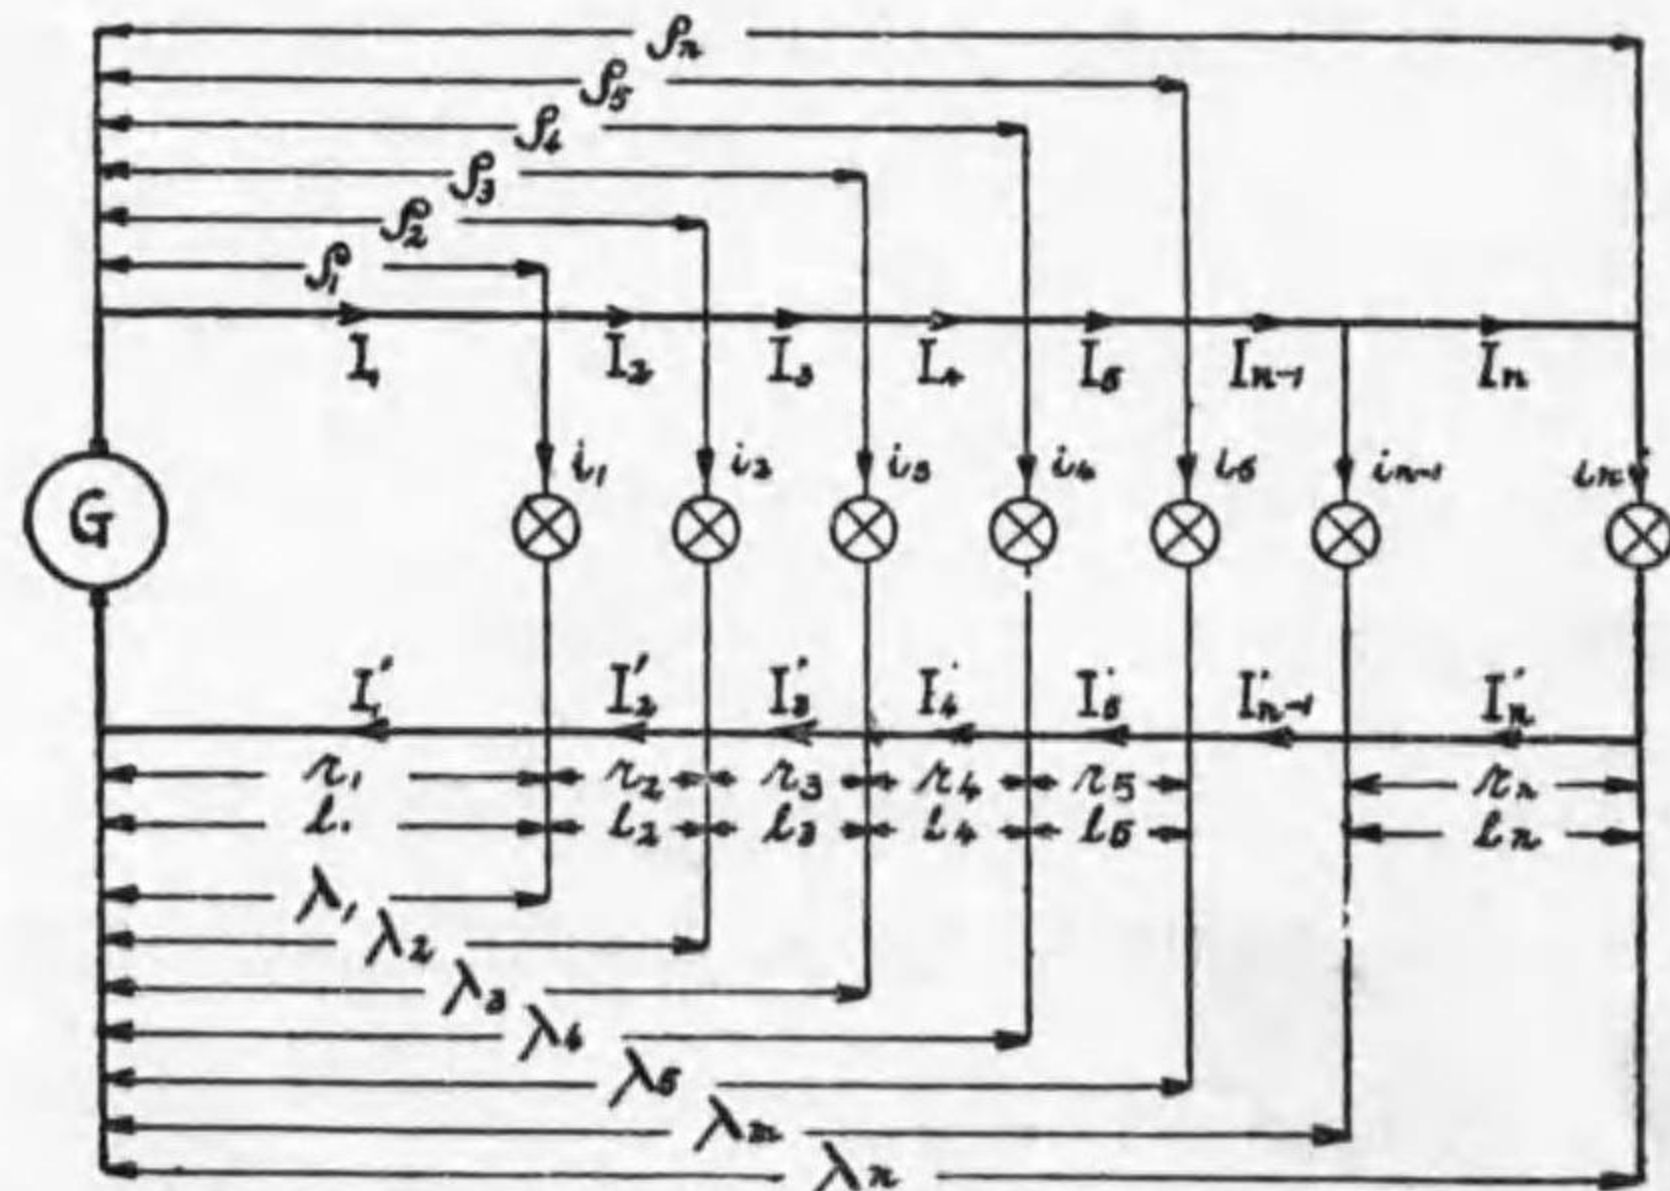 ρn
ρ5
ρ4
ρ3
ρ2
ρ1
I1 I2 I3 I4 I5 In-1 In
i1 i2 i3 i4 i5 in-1 in
G
I'1 I'2 I'3 I'4 I'5 I'n-1 I'n
r1 r2 r3 r4 r5 rn
l1 l2 l3 l4 l5 ln
λ1
λ2
λ3
λ4
λ5
λm
λn